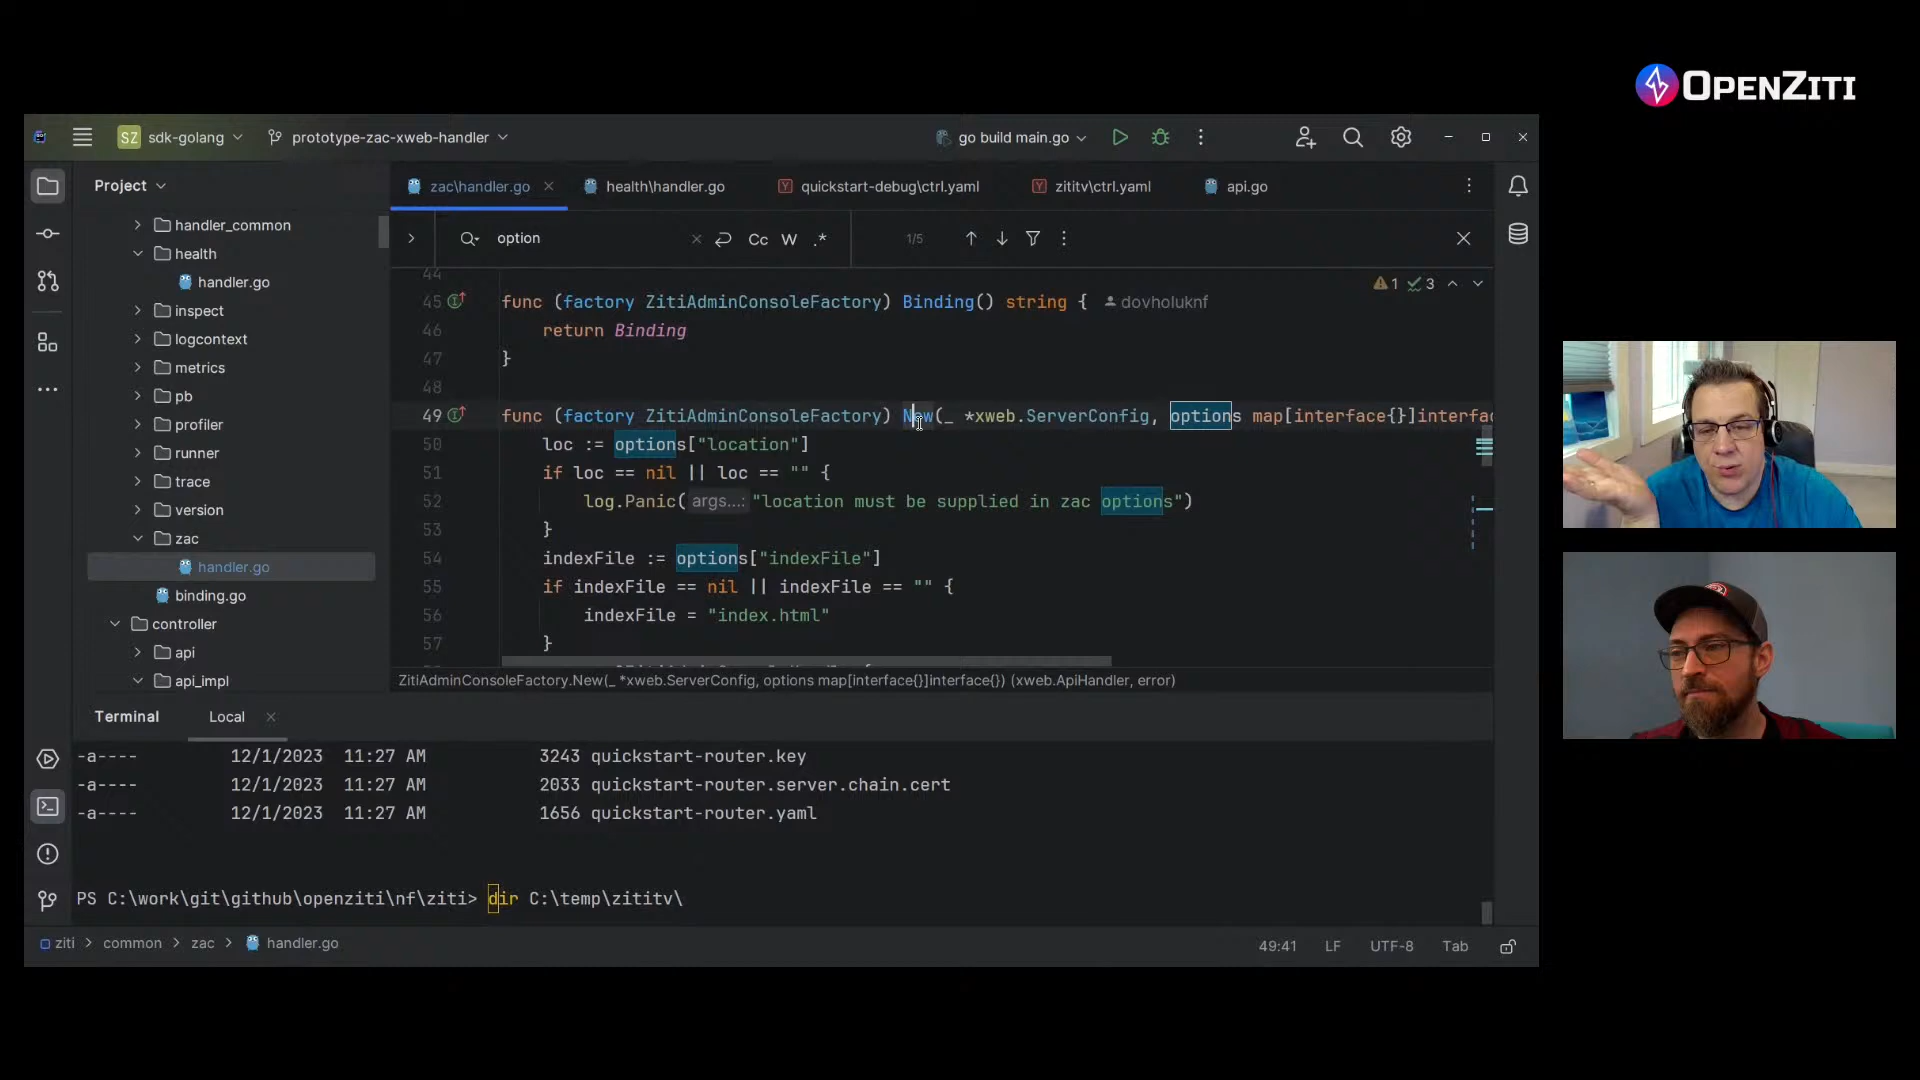 OPENZITI
SZ sdk-golang prototype-zac-xweb-handler go build main.go
Project
zac\handler.go health\handler.go quickstart-debug\ctrl.yaml zititv\ctrl.yaml api.go
option Cc W .* 1/5
handler_common
health
handler.go
inspect
logcontext
metrics
pb
profiler
runner
trace
version
zac
handler.go
binding.go
controller
api
api_impl
44
1 3
45 func (factory ZitiAdminConsoleFactory) Binding() string { dovholuknf
46 return Binding
47 }
48
49 func (factory ZitiAdminConsoleFactory) New(_ *xweb.ServerConfig, options map[interface{}]interfac
50 loc := options["location"]
51 if loc == nil || loc == "" {
52 log.Panic( args...: "location must be supplied in zac options")
53 }
54 indexFile := options["indexFile"]
55 if indexFile == nil || indexFile == "" {
56 indexFile = "index.html"
57 }
ZitiAdminConsoleFactory.New(_ *xweb.ServerConfig, options map[interface{}]interface{}) (xweb.ApiHandler, error)
Terminal Local
-a---- 12/1/2023 11:27 AM 3243 quickstart-router.key
-a---- 12/1/2023 11:27 AM 2033 quickstart-router.server.chain.cert
-a---- 12/1/2023 11:27 AM 1656 quickstart-router.yaml
PS C:\work\git\github\openziti\nf\ziti> dir C:\temp\zititv\
ziti > common > zac > handler.go 49:41 LF UTF-8 Tab